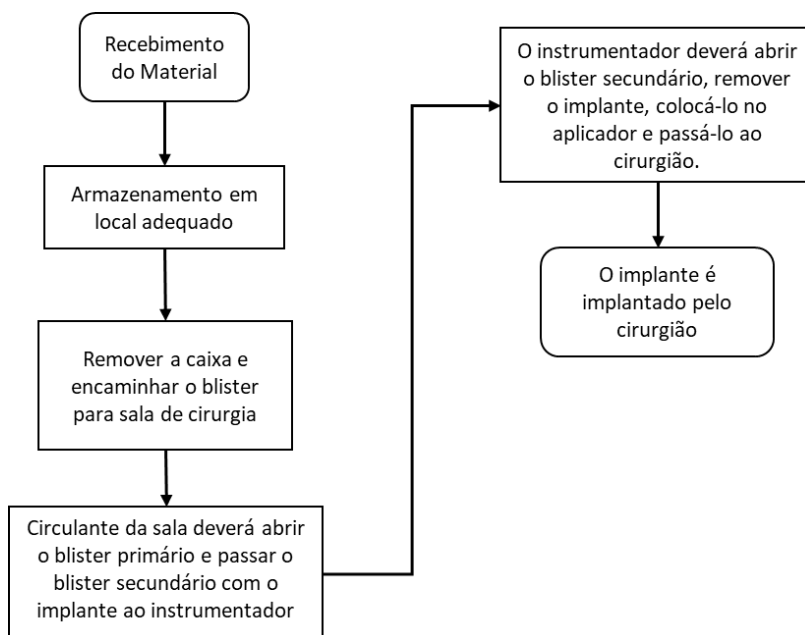 Recebimento
do Material
Armazenamento em
local adequado
Remover a caixa e
encaminhar o blister
para sala de cirurgia
Circulante da sala deverá abrir
o blister primário e passar o
blister secundário com o
implante ao instrumentador
O instrumentador deverá abrir
o blister secundário, remover
o implante, colocá-lo no
aplicador e passá-lo ao
cirurgião.
O implante é
implantado pelo
cirurgião